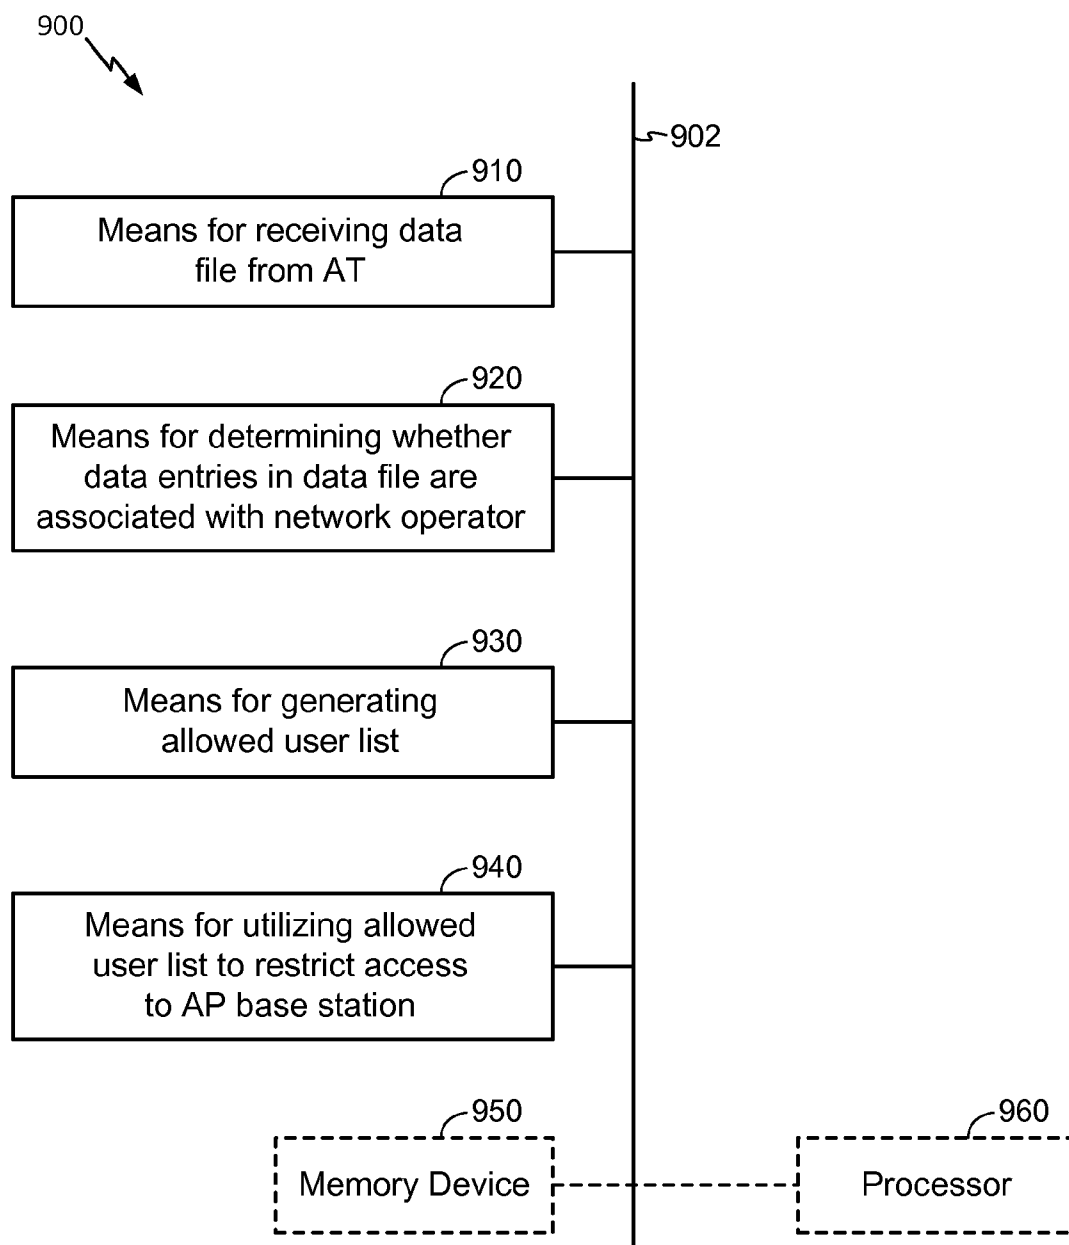 900
902
910
Means for receiving data
file from AT
920
Means for determining whether
data entries in data file are
associated with network operator
930
Means for generating
allowed user list
940
Means for utilizing allowed
user list to restrict access
to AP base station
950
Memory Device
960
Processor